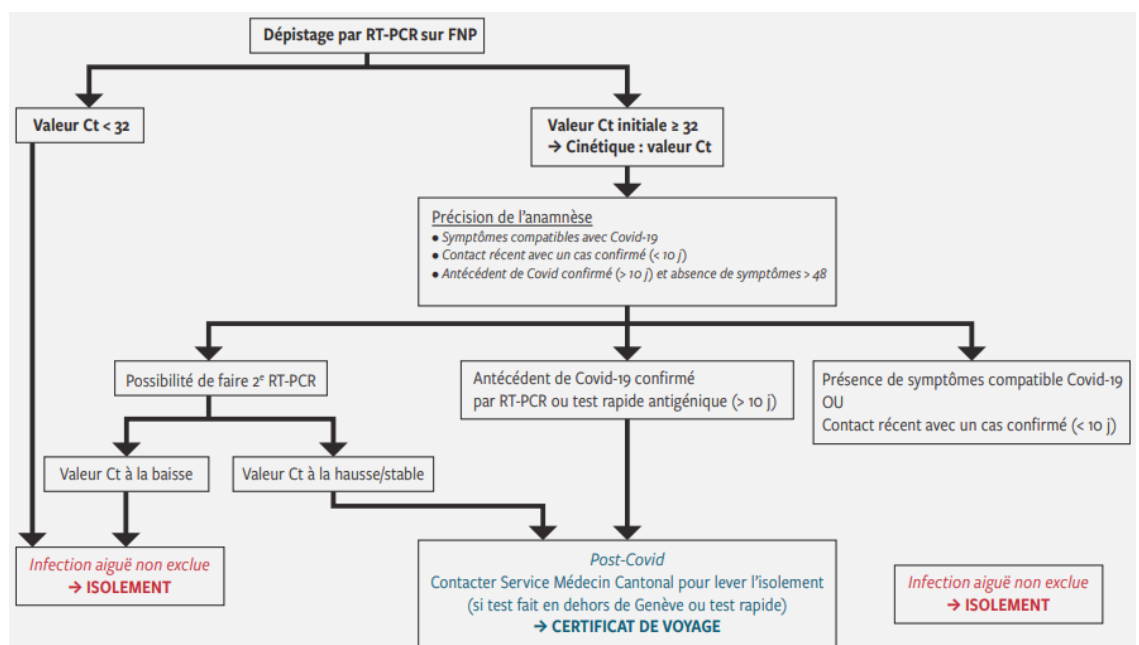 Dépistage par RT-PCR sur FNP
Valeur Ct < 32
Valeur Ct initiale ≥ 32
→ Cinétique : valeur Ct
Précision de l'anamnèse
● Symptômes compatibles avec Covid-19
● Contact récent avec un cas confirmé (< 10 j)
● Antécédent de Covid confirmé (> 10 j) et absence de symptômes > 48
Possibilité de faire 2e RT-PCR
Antécédent de Covid-19 confirmé
par RT-PCR ou test rapide antigénique (> 10 j)
Présence de symptômes compatible Covid-19
OU
Contact récent avec un cas confirmé (< 10 j)
Valeur Ct à la baisse
Valeur Ct à la hausse/stable
Infection aiguë non exclue
→ ISOLEMENT
Post-Covid
Contacter Service Médecin Cantonal pour lever l'isolement
(si test fait en dehors de Genève ou test rapide)
→ CERTIFICAT DE VOYAGE
Infection aiguë non exclue
→ ISOLEMENT